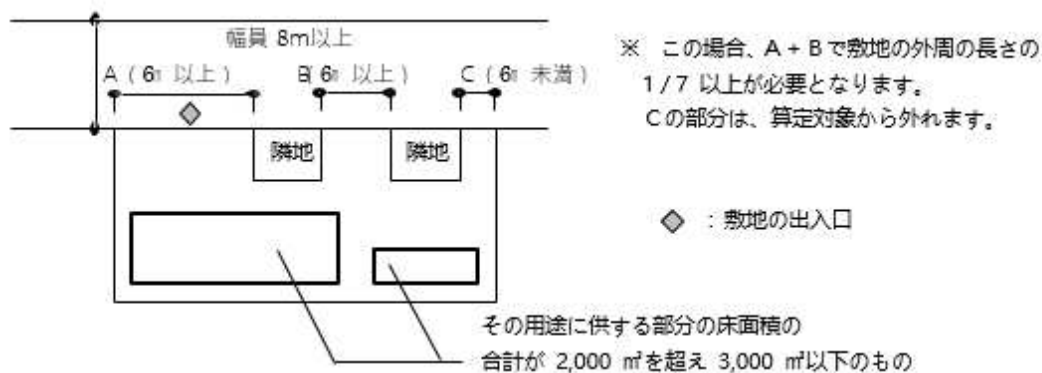 幅員 8m以上
A(6m 以上)
B(6m 以上)
C(6m 未満)
隣地
隣地
※ この場合、A+Bで敷地の外周の長さの
1/7 以上が必要となります。
Cの部分は、算定対象から外れます。
◇ :敷地の出入口
その用途に供する部分の床面積の
合計が 2,000 ㎡を超え 3,000 ㎡以下のもの